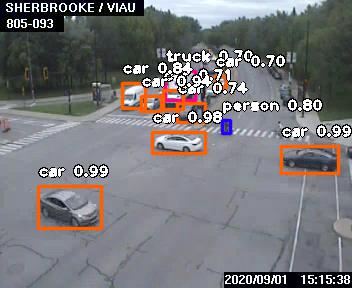 SHERBROOKE / VIAU
805-093
truck 0.70
car 0.70
car 0.84
car 0.94
0.71
car 0.74
person 0.80
car 0.98
car 0.99
car 0.99
2020/09/01 15:15:38